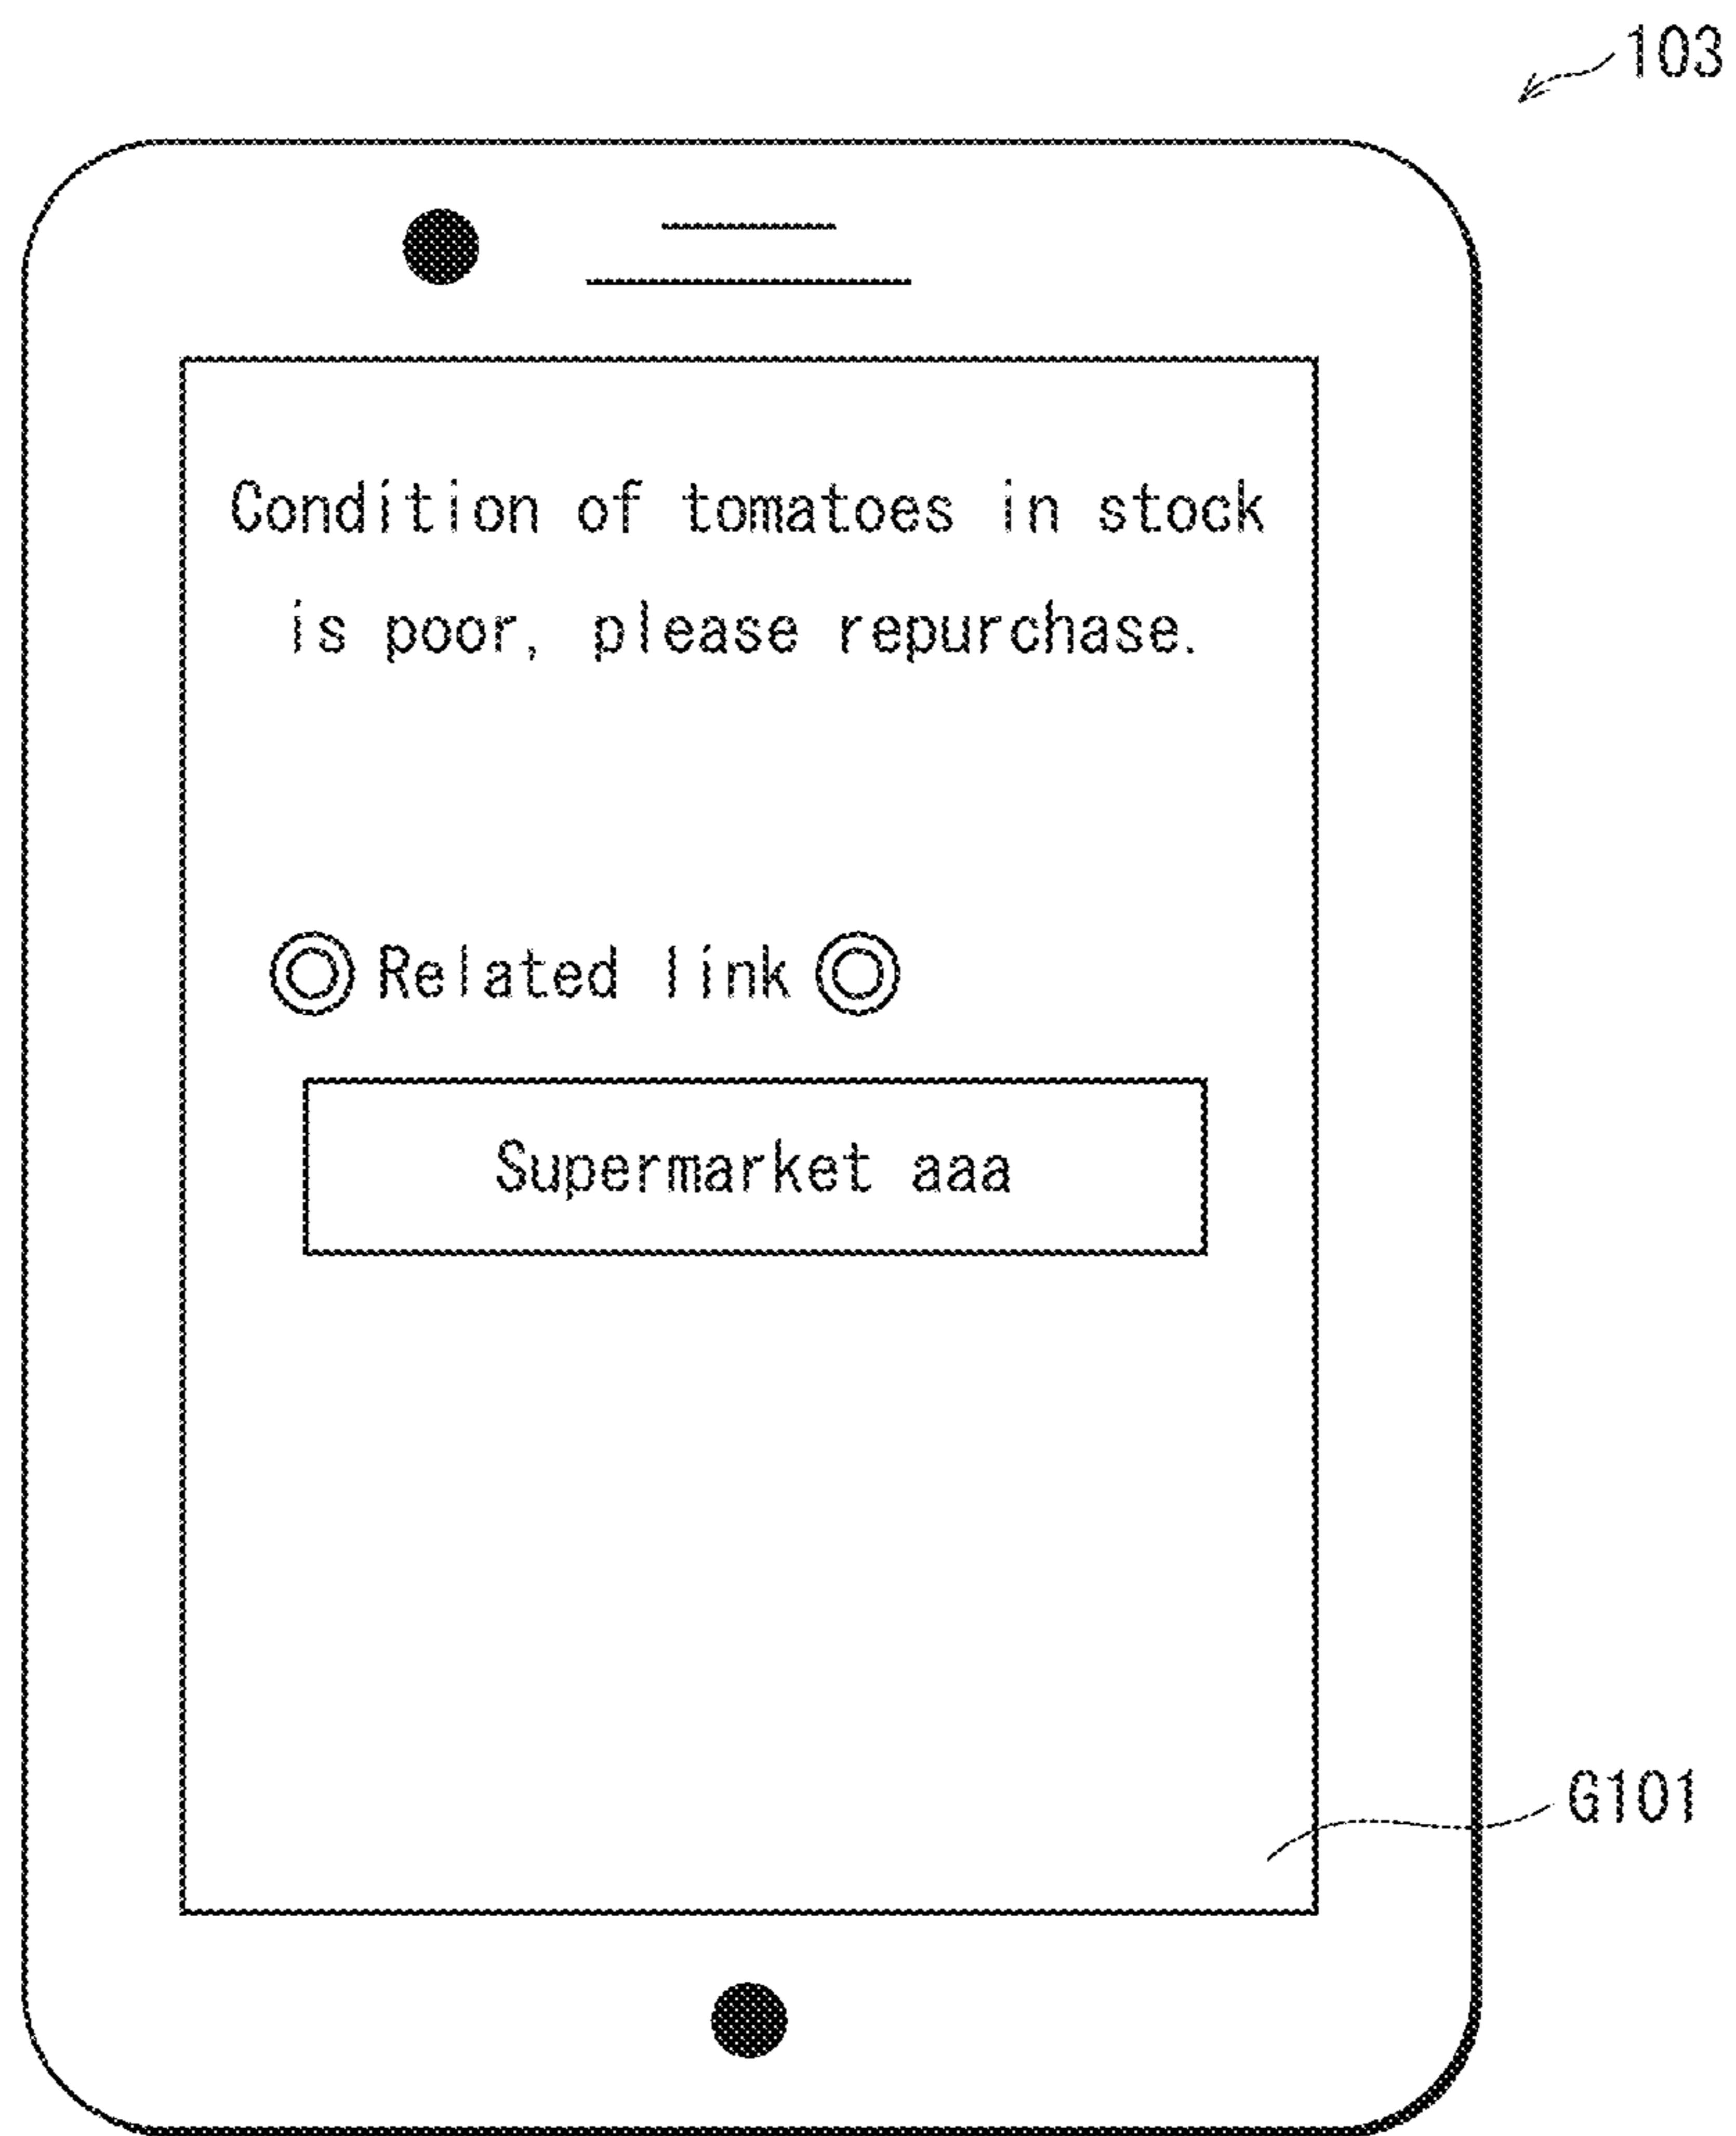 103
Condition of tomatoes in stock
is poor, please repurchase.
◎ Related link ◎
Supermarket aaa
G101